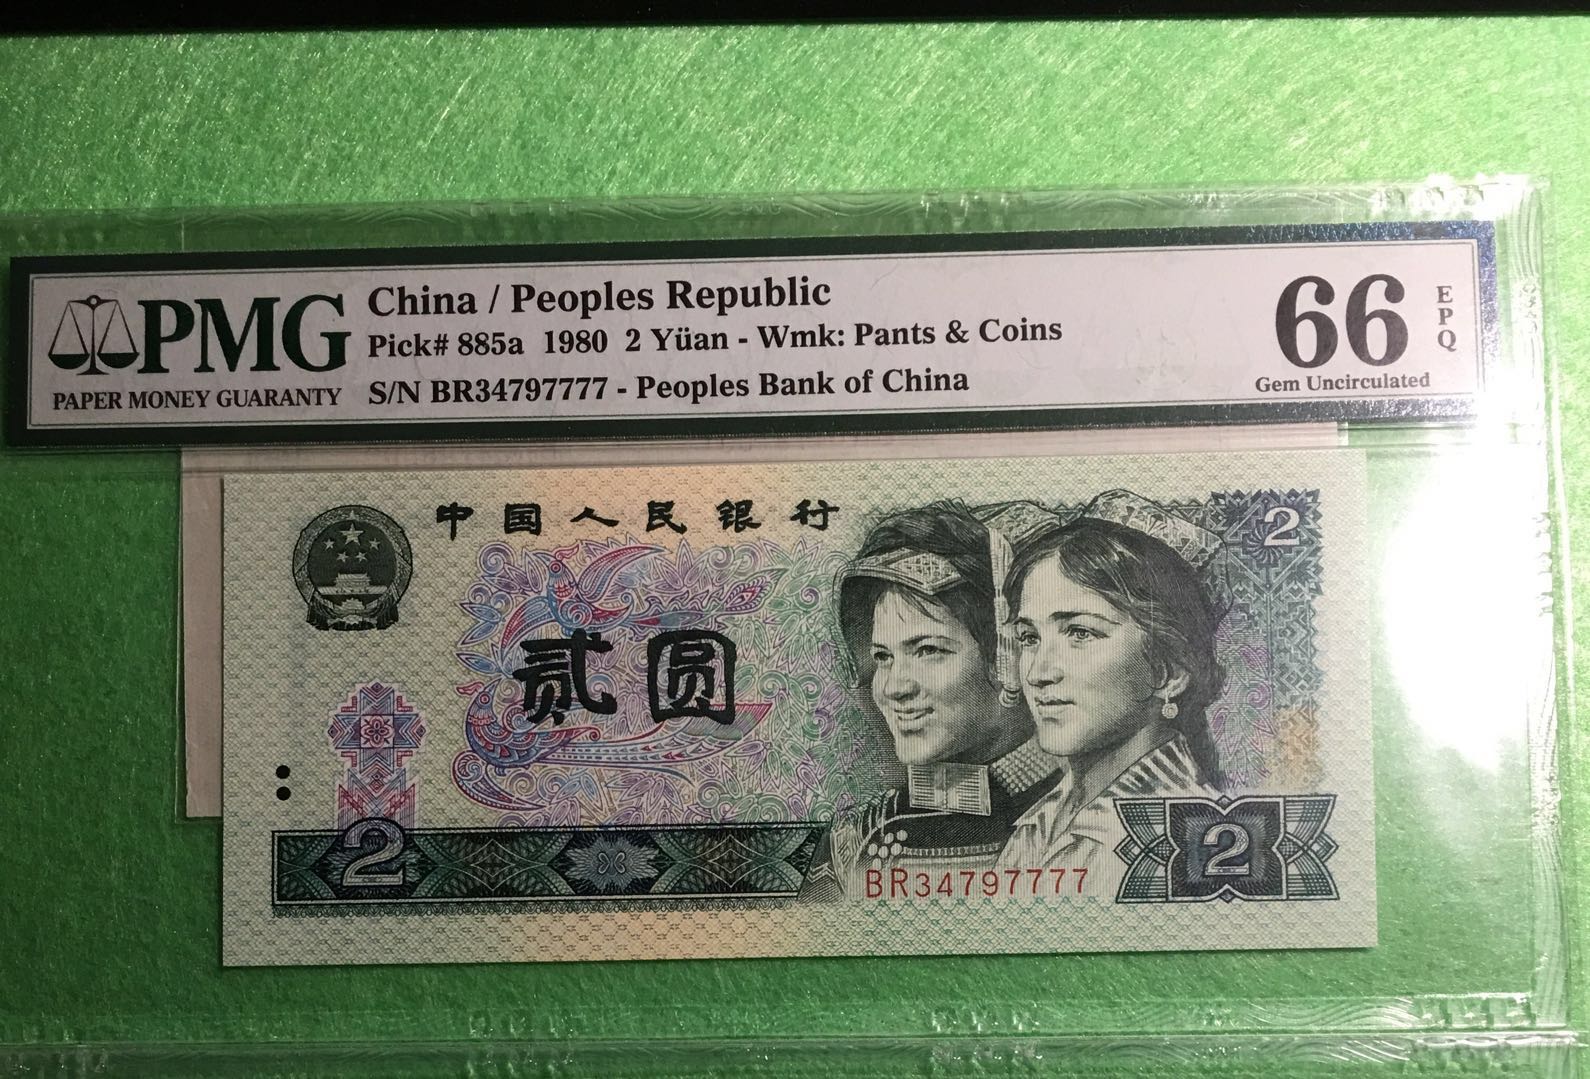 PMG
PAPER MONEY GUARANTY
China / Peoples Republic
Pick# 885a 1980 2 Yüan - Wmk: Pants & Coins
S/N BR34797777 - Peoples Bank of China
66
EPQ
Gem Uncirculated
中国人民银行
2
贰圆
2
2
BR34797777